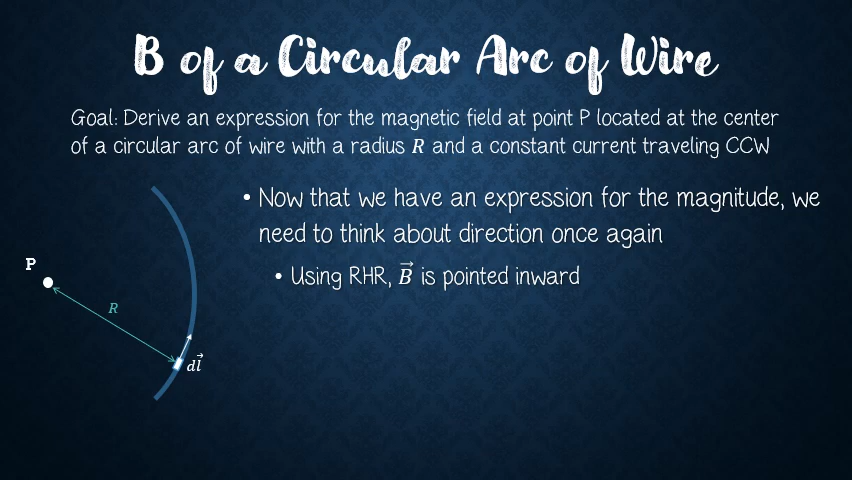 B of a Circular Arc of Wire
Goal: Derive an expression for the magnetic field at point P located at the center
of a circular arc of wire with a radius R and a constant current traveling CCW
• Now that we have an expression for the magnitude, we
need to think about direction once again
• Using RHR, B⃗ is pointed inward
P
R
dl⃗